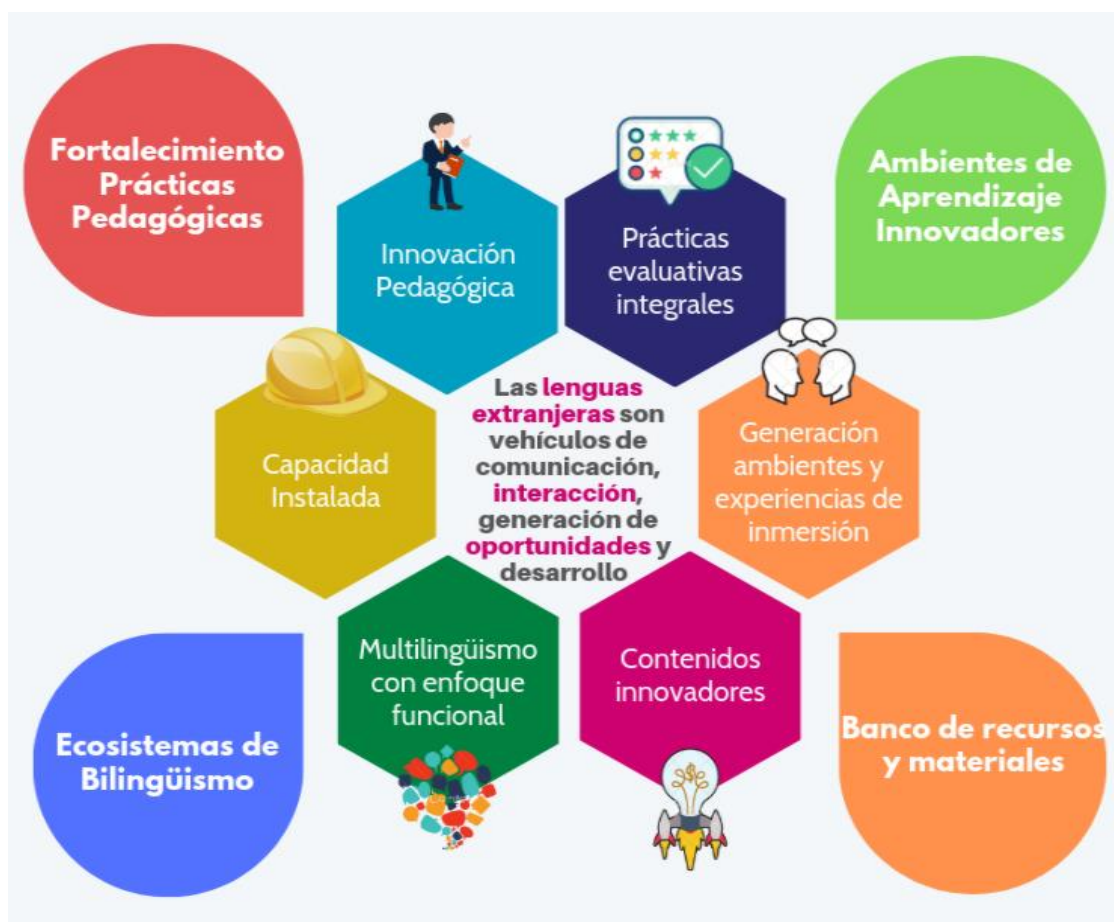 Fortalecimiento
Prácticas
Pedagógicas
Innovación
Pedagógica
Prácticas
evaluativas
integrales
Ambientes de
Aprendizaje
Innovadores
Capacidad
Instalada
Las lenguas
extranjeras son
vehículos de
comunicación,
interacción,
generación de
oportunidades y
desarrollo
Generación
ambientes y
experiencias de
inmersión
Multilingüismo
con enfoque
funcional
Contenidos
innovadores
Ecosistemas de
Bilingüismo
Banco de recursos
y materiales